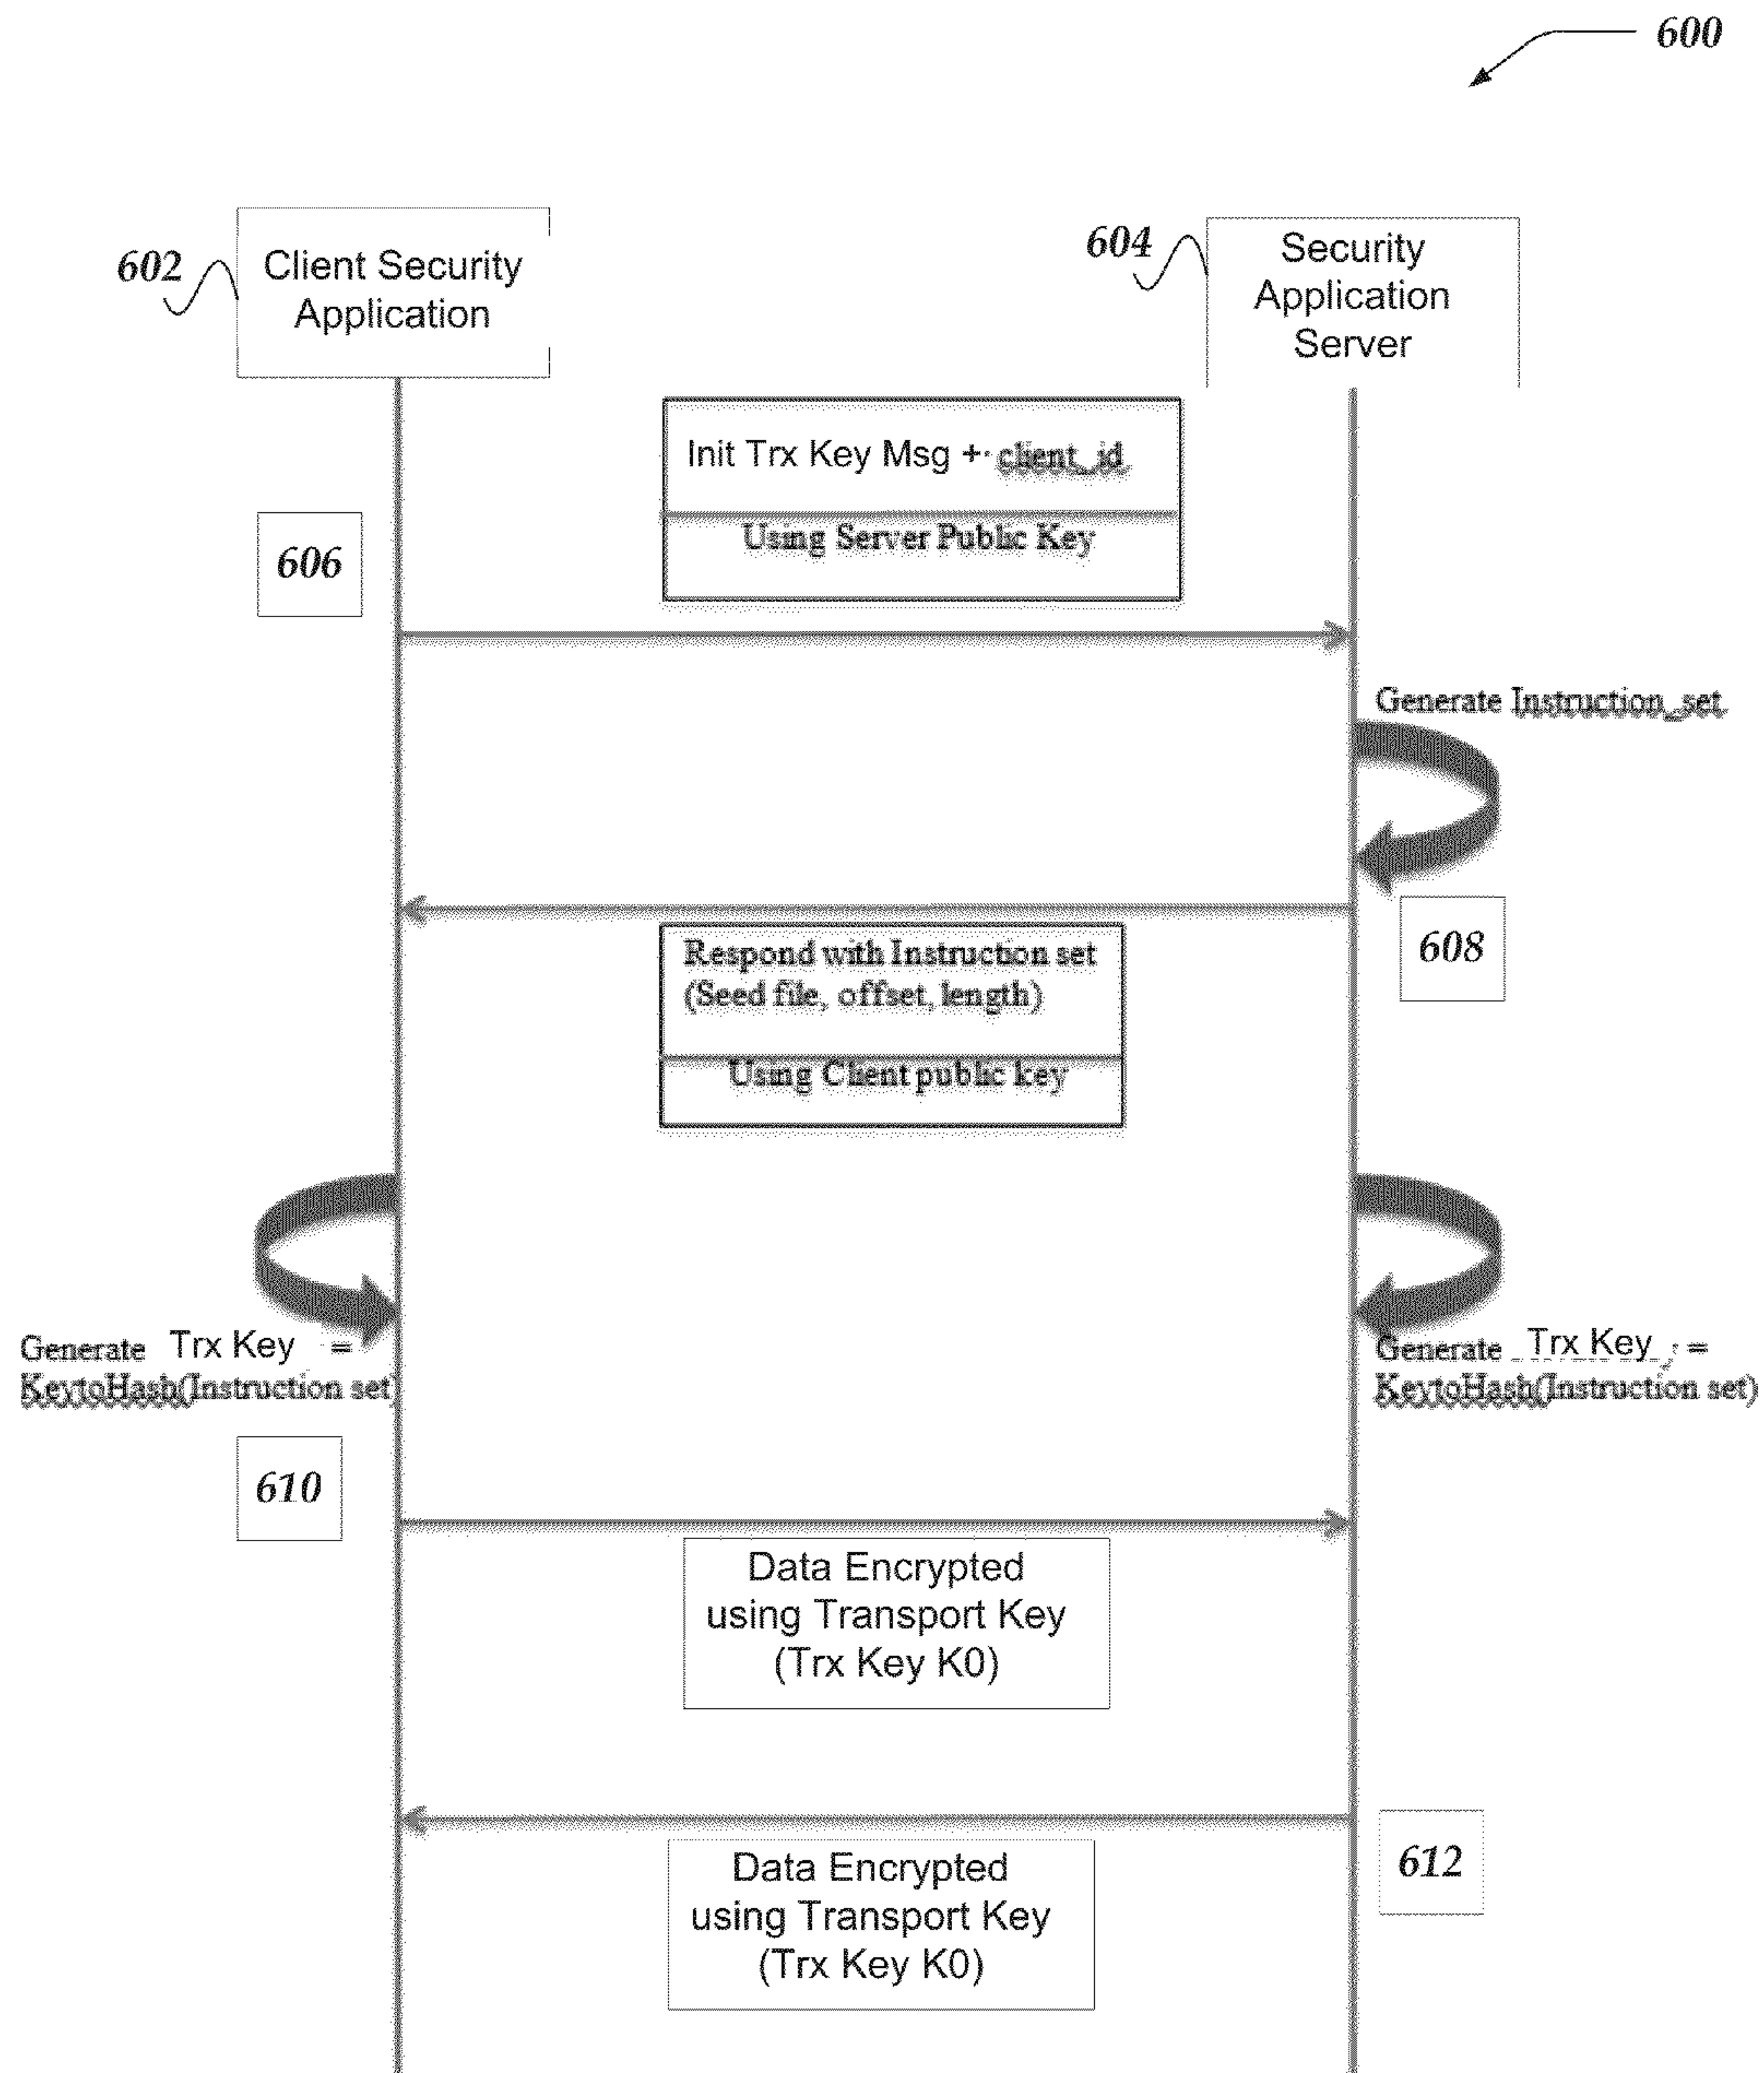 600
602
Client Security
Application
604
Security
Application
Server
Init Trx Key Msg + client_id
Using Server Public Key
606
Generate Instruction_set
608
Respond with Instruction set
(Seed file, offset, length)
Using Client public key
Generate Trx Key =
KeytoHash(Instruction set)
Generate Trx Key =
KeytoHash(Instruction set)
610
Data Encrypted
using Transport Key
(Trx Key K0)
612
Data Encrypted
using Transport Key
(Trx Key K0)